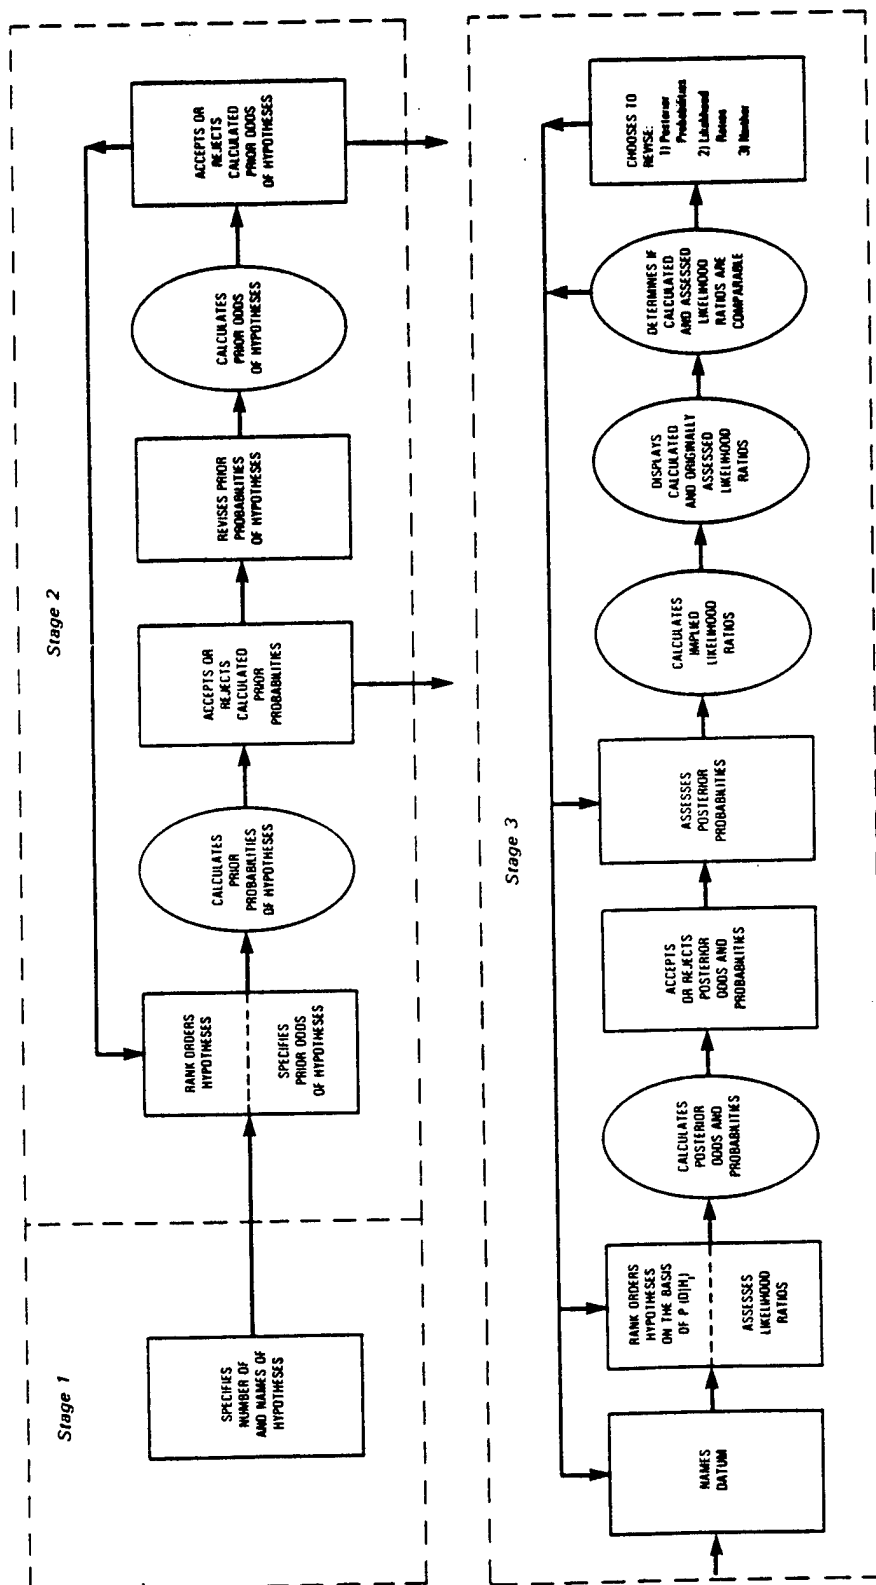 Stage 1
SPECIFIES
NUMBER OF
AND NAMES OF
HYPOTHESES
Stage 2
RANK ORDERS
HYPOTHESES
SPECIFIES
PRIOR ODDS
OF HYPOTHESES
CALCULATES
PRIOR
PROBABILITIES
OF HYPOTHESES
ACCEPTS OR
REJECTS
CALCULATED
PRIOR
PROBABILITIES
REVISES PRIOR
PROBABILITIES
OF HYPOTHESES
CALCULATES
PRIOR ODDS
OF HYPOTHESES
ACCEPTS OR
REJECTS
CALCULATED
PRIOR ODDS
OF HYPOTHESES
Stage 3
NAMES
DATUM
RANK ORDERS
HYPOTHESES
ON THE BASIS
OF P (D|H)
ASSESSES
LIKELIHOOD
RATIOS
CALCULATES
POSTERIOR
ODDS AND
PROBABILITIES
ACCEPTS
OR REJECTS
POSTERIOR
ODDS AND
PROBABILITIES
ASSESSES
POSTERIOR
PROBABILITIES
CALCULATES
IMPLIED
LIKELIHOOD
RATIOS
DISPLAYS
CALCULATED
AND ORIGINALLY
ASSESSED
LIKELIHOOD
RATIOS
DETERMINES IF
CALCULATED
AND ASSESSED
LIKELIHOOD
RATIOS ARE
COMPARABLE
CHOOSES TO
REVISE:
1) Posterior
Probabilities
2) Likelihood
Ratios
3) Number